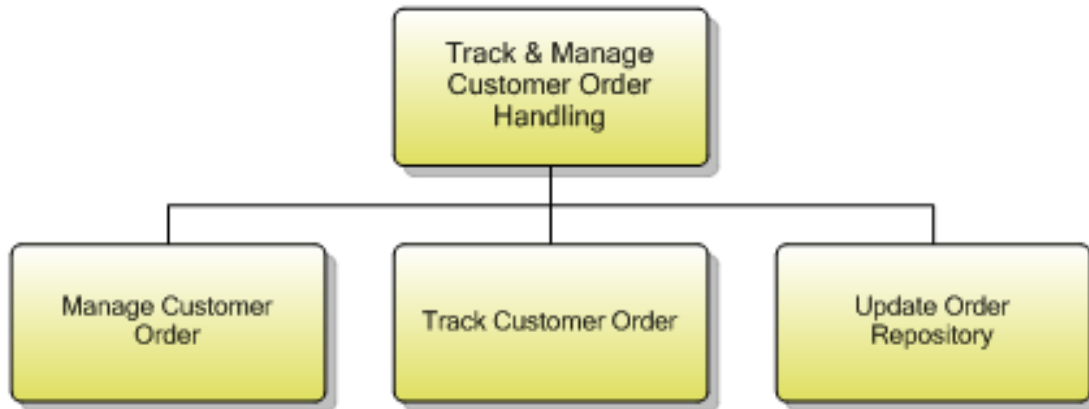 Track & Manage
Customer Order
Handling
Manage Customer
Order
Track Customer Order
Update Order
Repository